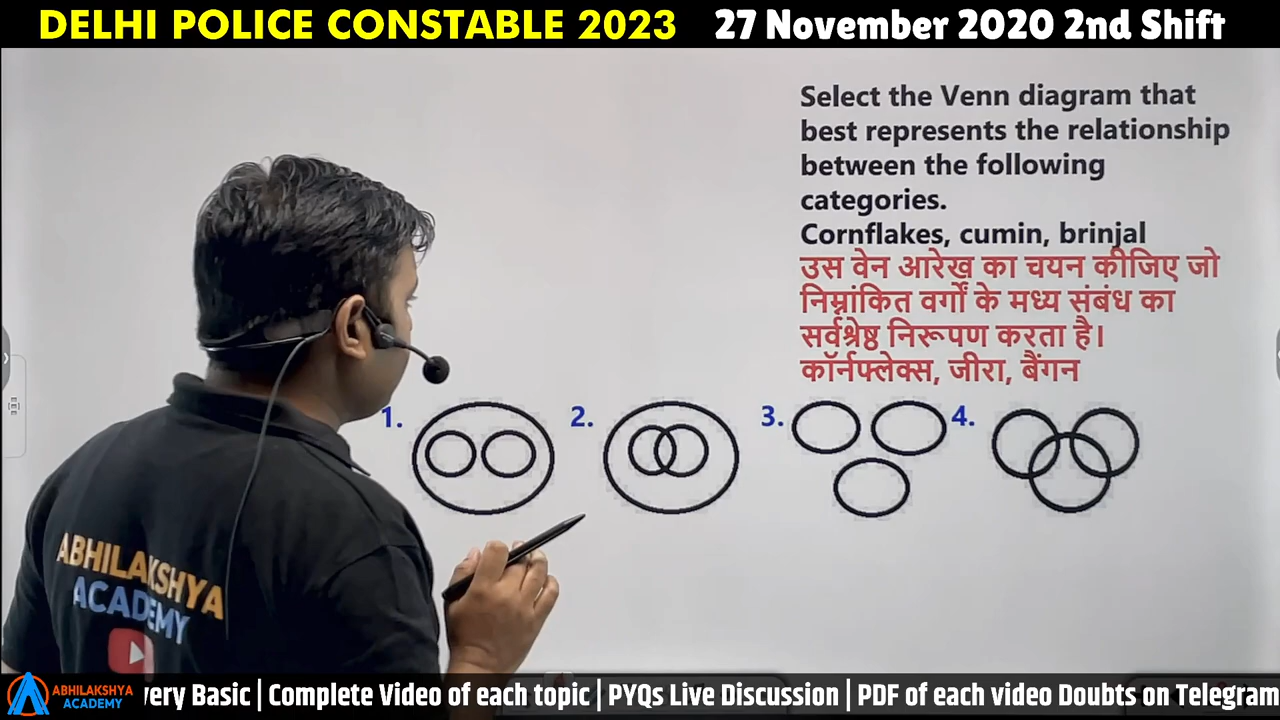 DELHI POLICE CONSTABLE 2023 27 November 2020 2nd Shift
Select the Venn diagram that
best represents the relationship
between the following
categories.
Cornflakes, cumin, brinjal
उस वेन आरेख का चयन कीजिए जो
निम्नांकित वर्गों के मध्य संबंध का
सर्वश्रेष्ठ निरूपण करता है।
कॉर्नफ्लेक्स, जीरा, बैंगन
1. 2. 3. 4.
ABHILAKSHYA
ACADEMY
ABHILAKSHYA
ACADEMY
very Basic | Complete Video of each topic | PYQs Live Discussion | PDF of each video Doubts on Telegram